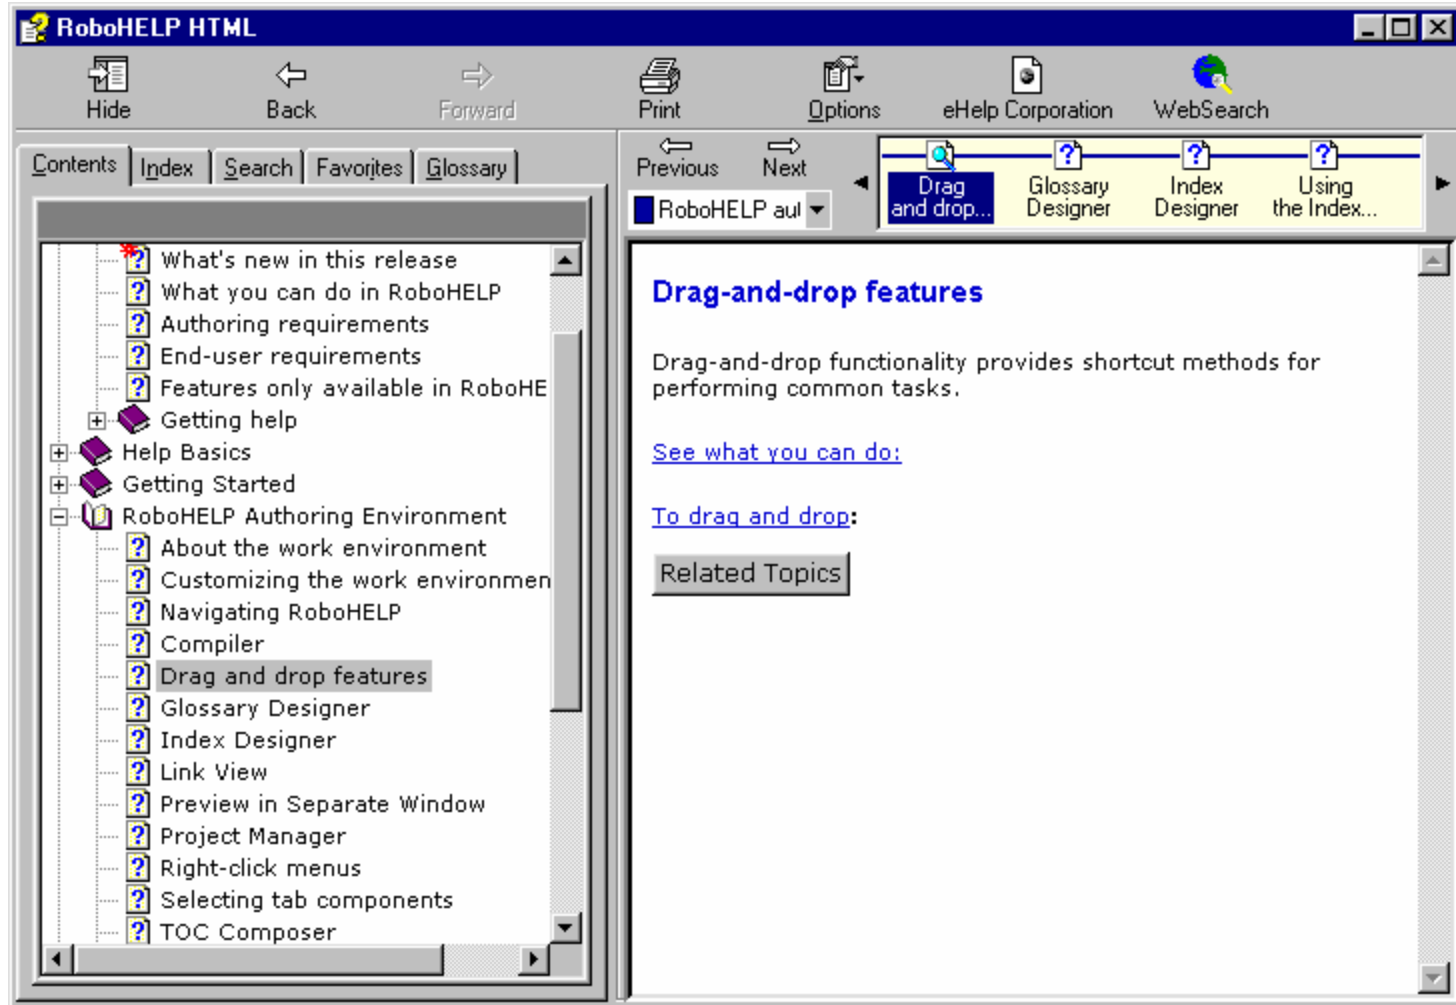 RoboHELP HTML
Hide Back Forward Print Options eHelp Corporation WebSearch
Contents Index Search Favorites Glossary
What's new in this release
What you can do in RoboHELP
Authoring requirements
End-user requirements
Features only available in RoboHE
Getting help
Help Basics
Getting Started
RoboHELP Authoring Environment
About the work environment
Customizing the work environmen
Navigating RoboHELP
Compiler
Drag and drop features
Glossary Designer
Index Designer
Link View
Preview in Separate Window
Project Manager
Right-click menus
Selecting tab components
TOC Composer
Previous Next
RoboHELP aut
Drag
and drop...
Glossary
Designer
Index
Designer
Using
the Index...
Drag-and-drop features
Drag-and-drop functionality provides shortcut methods for
performing common tasks.
See what you can do:
To drag and drop:
Related Topics